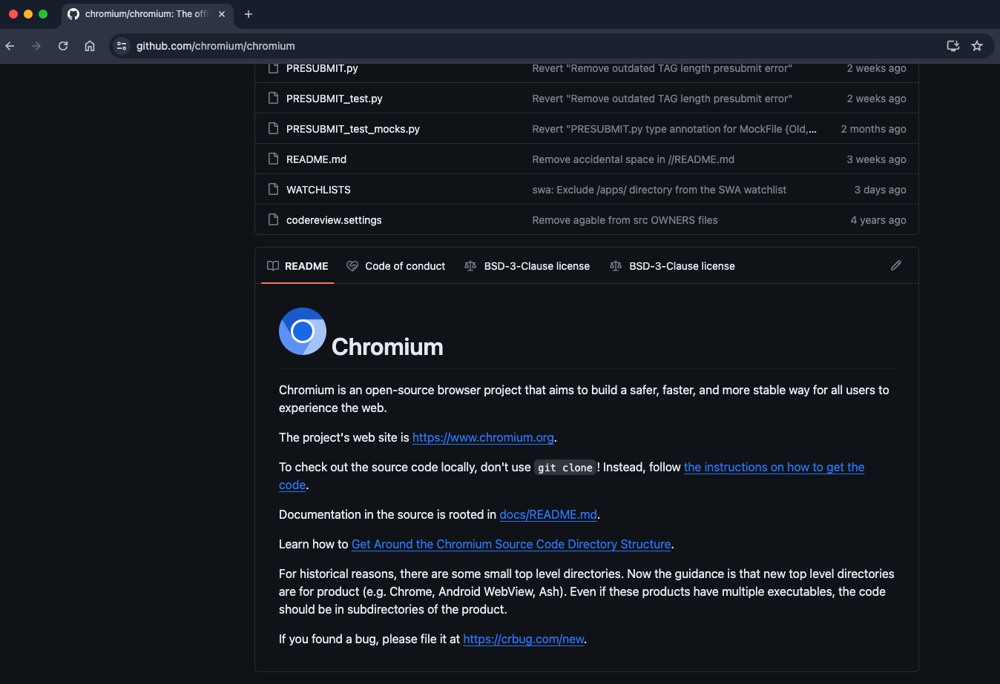 chromium/chromium: The offi
github.com/chromium/chromium
PRESUBMIT.py Revert "Remove outdated TAG length presubmit error" 2 weeks ago
PRESUBMIT_test.py Revert "Remove outdated TAG length presubmit error" 2 weeks ago
PRESUBMIT_test_mocks.py Revert "PRESUBMIT.py type annotation for MockFile {Old,... 2 months ago
README.md Remove accidental space in //README.md 3 weeks ago
WATCHLISTS swa: Exclude /apps/ directory from the SWA watchlist 3 days ago
codereview.settings Remove agable from src OWNERS files 4 years ago
README Code of conduct BSD-3-Clause license BSD-3-Clause license
Chromium
Chromium is an open-source browser project that aims to build a safer, faster, and more stable way for all users to
experience the web.
The project's web site is https://www.chromium.org.
To check out the source code locally, don't use git clone! Instead, follow the instructions on how to get the
code.
Documentation in the source is rooted in docs/README.md.
Learn how to Get Around the Chromium Source Code Directory Structure.
For historical reasons, there are some small top level directories. Now the guidance is that new top level directories
are for product (e.g. Chrome, Android WebView, Ash). Even if these products have multiple executables, the code
should be in subdirectories of the product.
If you found a bug, please file it at https://crbug.com/new.